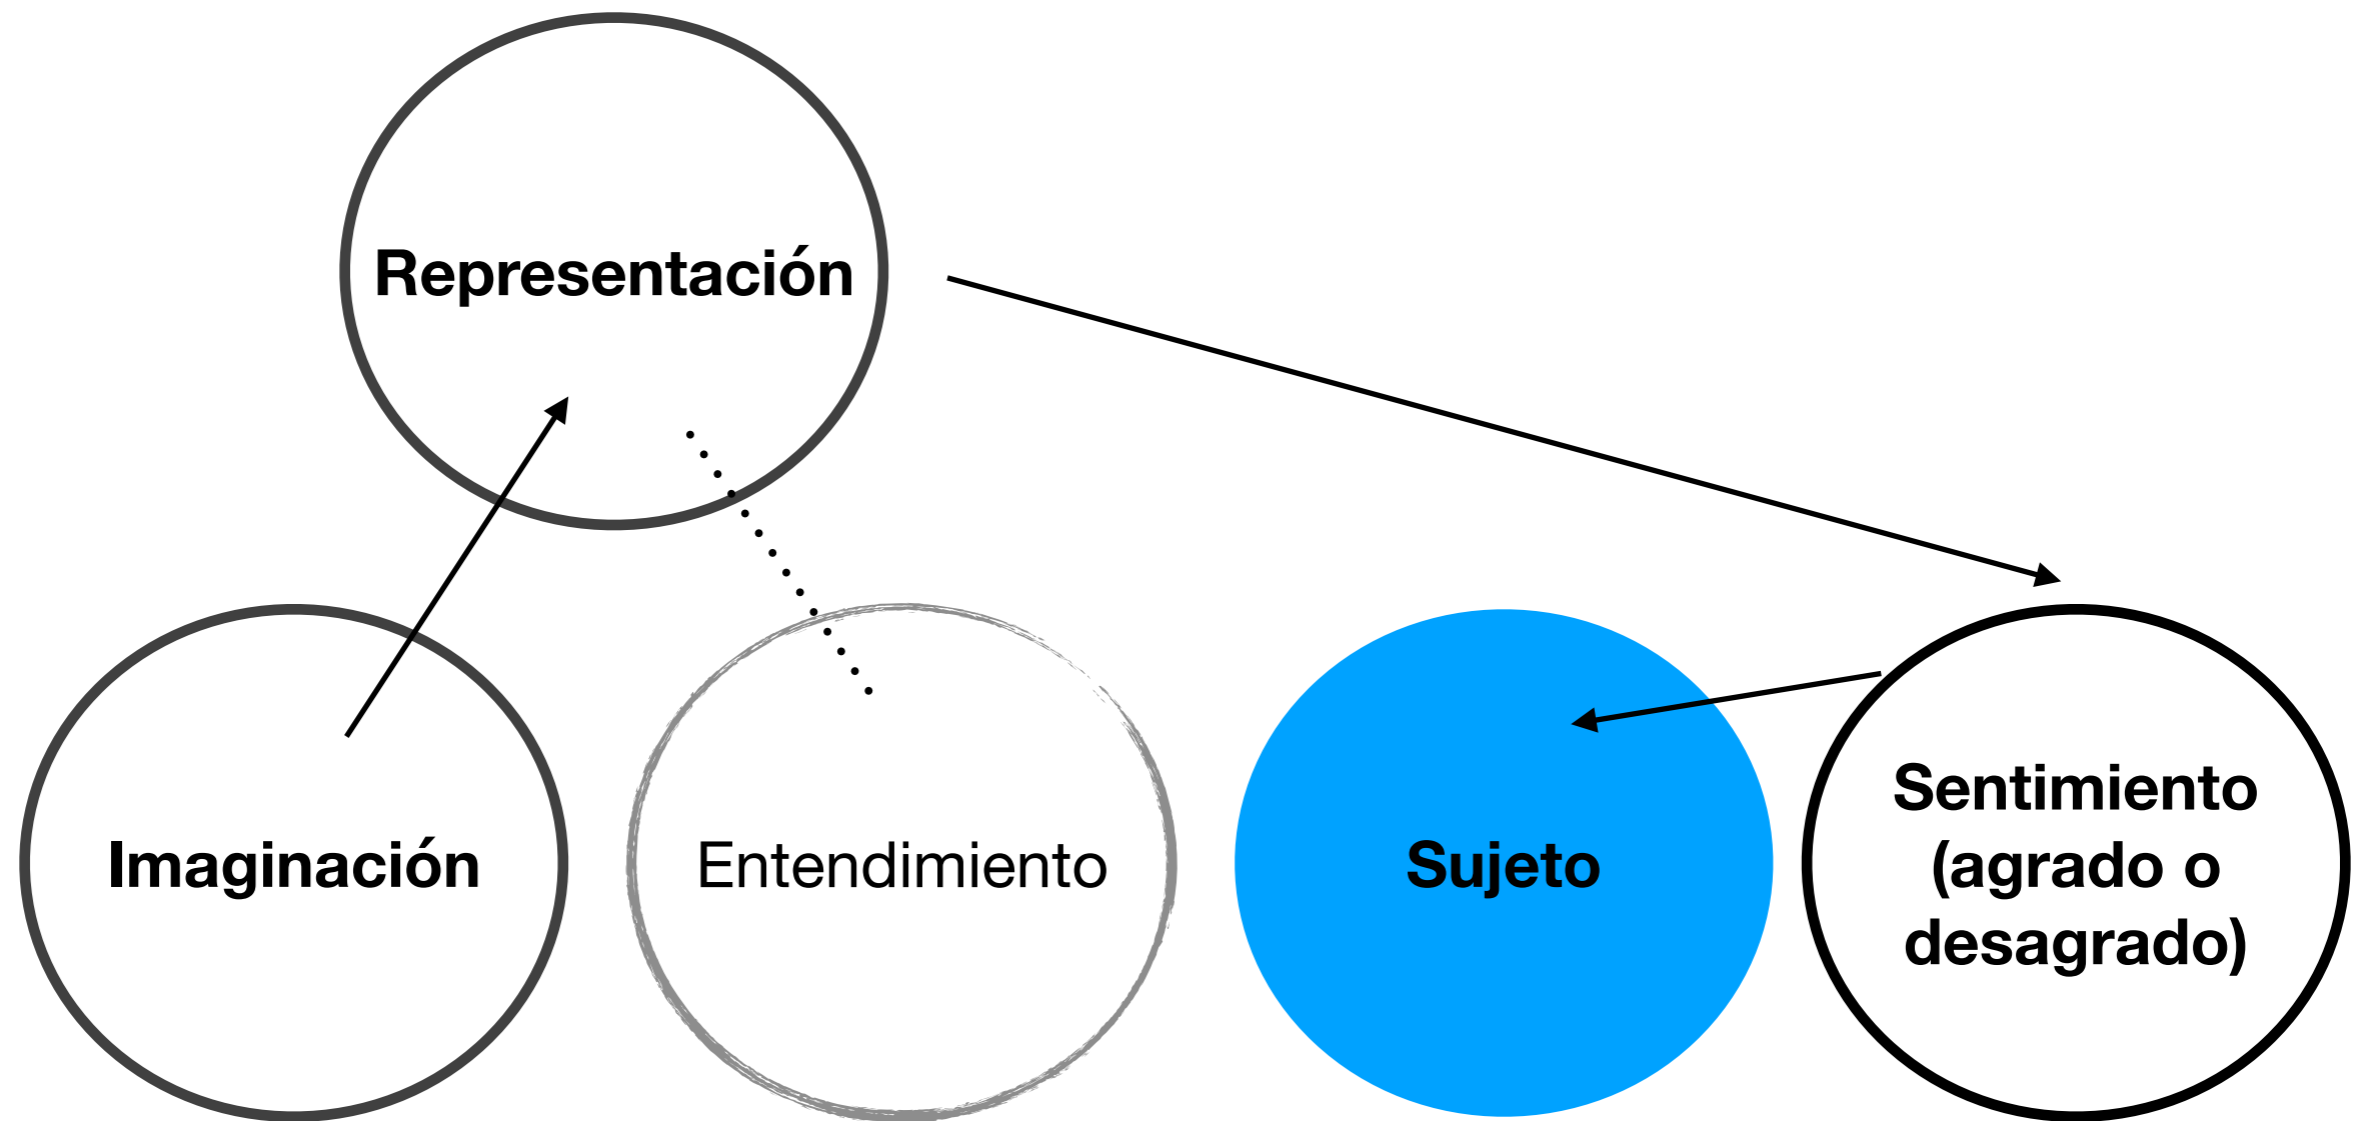 Representación
Imaginación
Entendimiento
Sujeto
Sentimiento
(agrado o
desagrado)